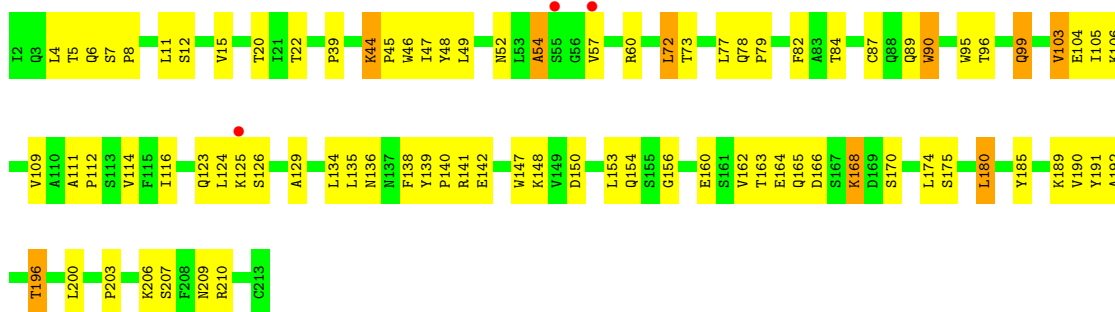 I2 Q3 L4 T5 Q6 S7 P8 L11 S12 V15 T20 I21 T22 P39 K44 P45 W46 I47 Y48 L49 N52 L53 A54 S55 G56 V57 R60 L72 T73 L77 Q78 P79 F82 A83 T84 C87 Q88 Q89 W90 W95 T96 Q99 V103 E104 I105 K106
V109 A110 A111 P112 S113 V114 F115 I116 Q123 L124 K125 S126 A129 L134 L135 N136 N137 F138 Y139 P140 R141 E142 W147 K148 V149 D150 L153 Q154 S155 G156 E160 S161 V162 T163 E164 Q165 D166 S167 K168 D169 S170 L174 S175 L180 Y185 K189 V190 Y191 A192
T196 L200 P203 K206 S207 F208 N209 R210 C213